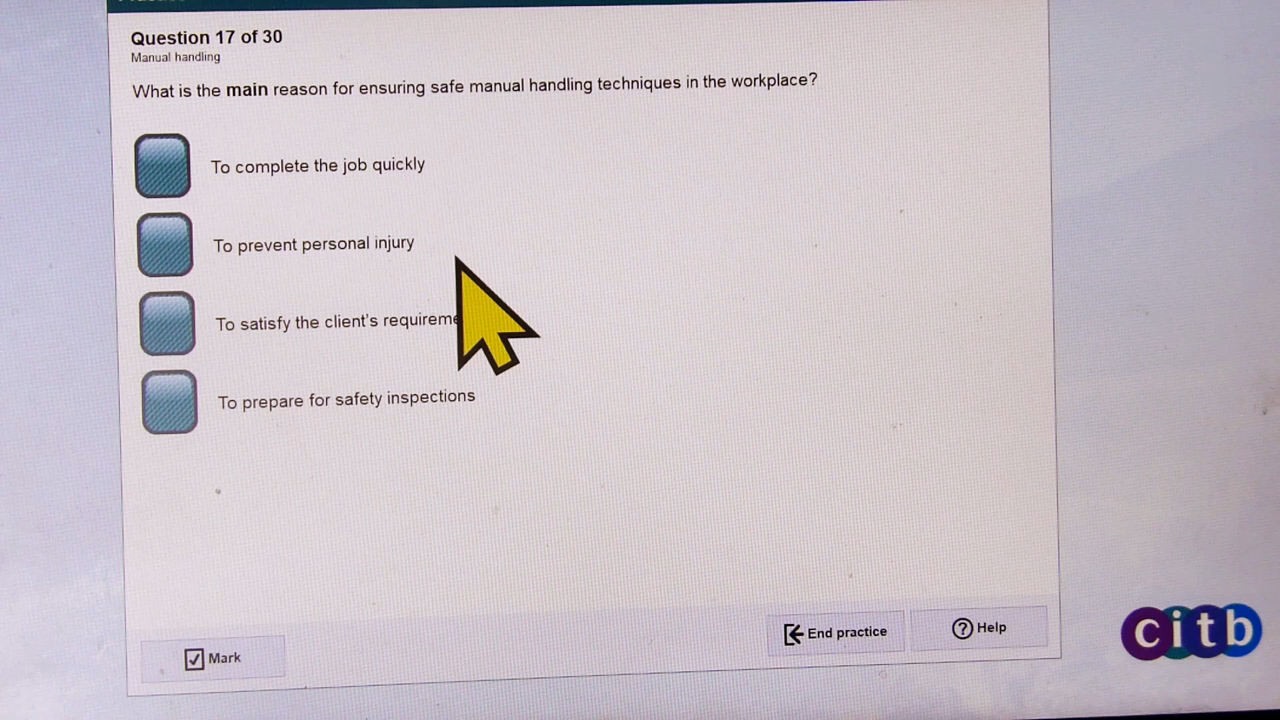 Question 17 of 30
Manual handling
What is the main reason for ensuring safe manual handling techniques in the workplace?
To complete the job quickly
To prevent personal injury
To satisfy the client's
To prepare for safety inspections
End practice
Help
Mark
citb